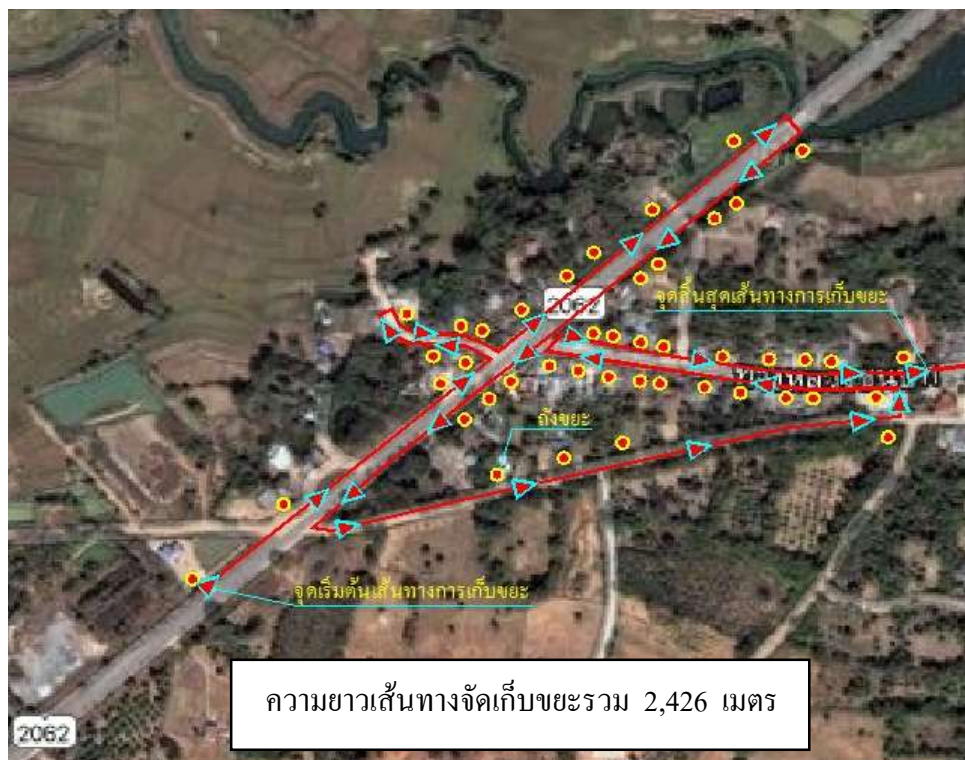 2062
จุดสิ้นสุดเส้นทางการเก็บขยะ
ถังขยะ
จุดเริ่มต้นเส้นทางการเก็บขยะ
ความยาวเส้นทางจัดเก็บขยะรวม 2,426 เมตร
2062